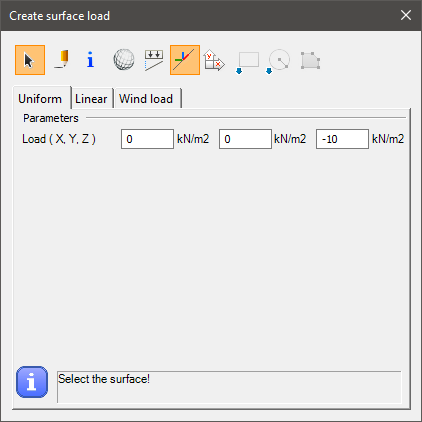 Create surface load
Uniform Linear Wind load
Parameters
Load ( X, Y, Z ) 0 kN/m2 0 kN/m2 -10 kN/m2
Select the surface!